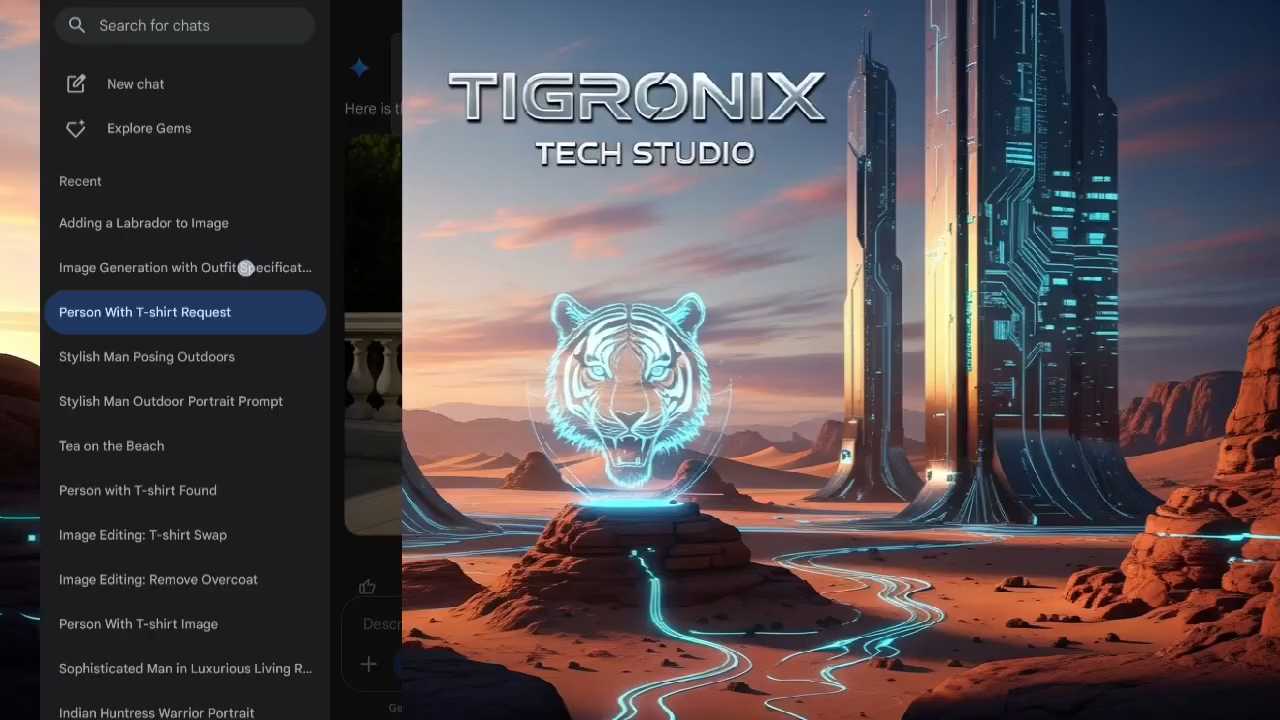 Search for chats
New chat
Explore Gems
Recent
Adding a Labrador to Image
Image Generation with Outfit Specificat...
Person With T-shirt Request
Stylish Man Posing Outdoors
Stylish Man Outdoor Portrait Prompt
Tea on the Beach
Person with T-shirt Found
Image Editing: T-shirt Swap
Image Editing: Remove Overcoat
Person With T-shirt Image
Sophisticated Man in Luxurious Living R...
Indian Huntress Warrior Portrait
Here is
TIGRONIX
TECH STUDIO